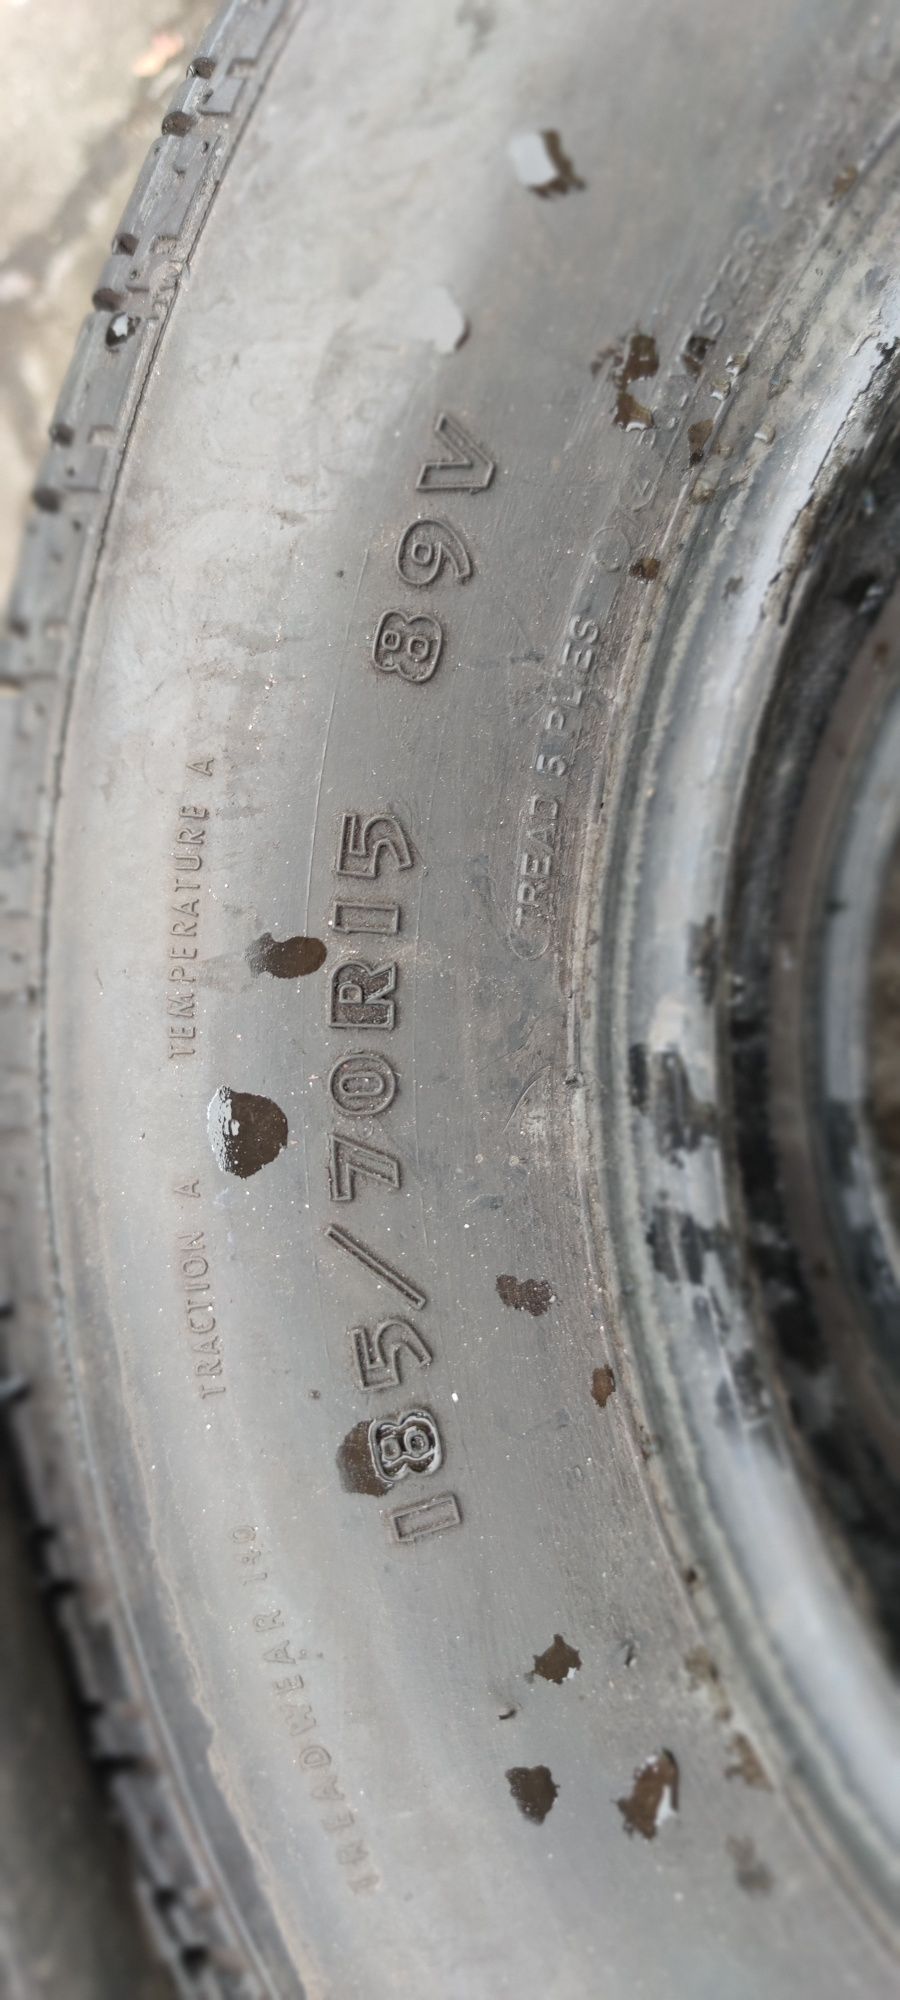 185/70R15 89V
TREADWEAR 140 TRACTION A TEMPERATURE A
TREAD 5 PLIES